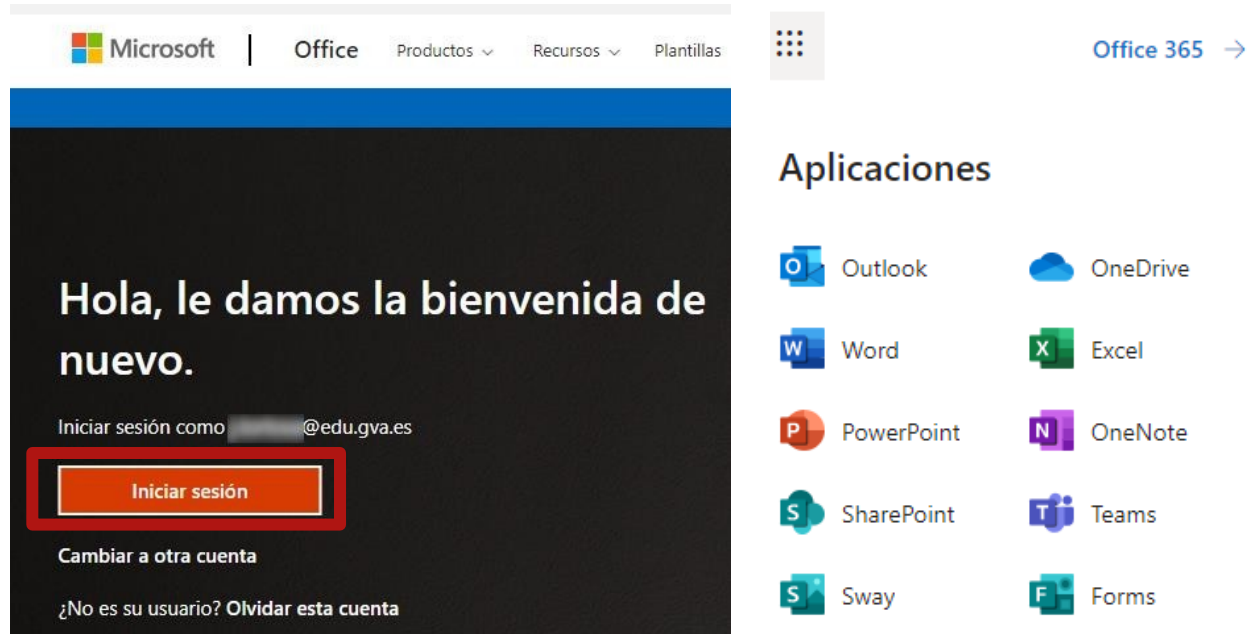 Microsoft | Office Productos Recursos Plantillas
Hola, le damos la bienvenida de
nuevo.
Iniciar sesión como @edu.gva.es
Iniciar sesión
Cambiar a otra cuenta
¿No es su usuario? Olvidar esta cuenta
Office 365 →
Aplicaciones
Outlook
OneDrive
Word
Excel
PowerPoint
OneNote
SharePoint
Teams
Sway
Forms